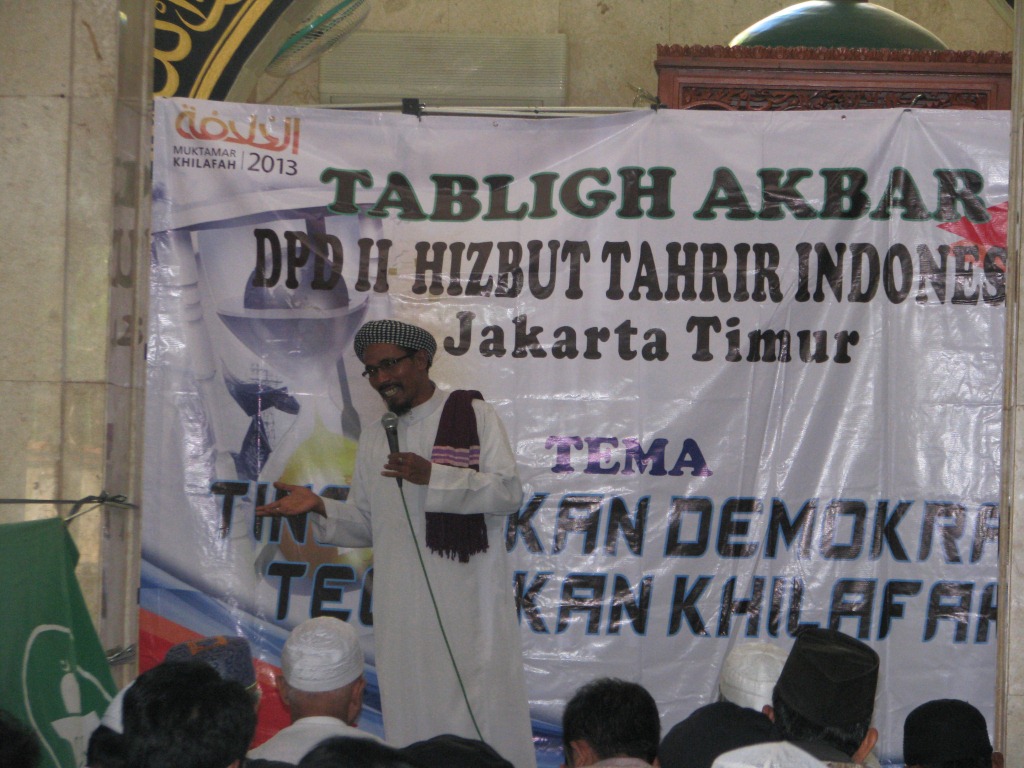 الخلافة
MUKTAMAR
KHILAFAH 2013
TABLIGH AKBAR
DPD II HIZBUT TAHRIR INDONES
Jakarta Timur
TEMA
KAN DEMOKRA
KAN KHILAFAH